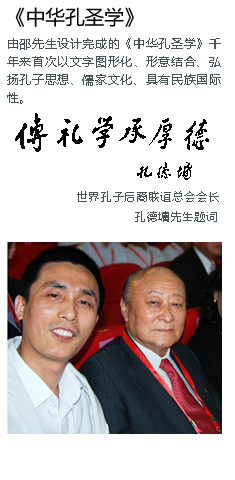 《中华孔圣学》
由邵先生设计完成的《中华孔圣学》千
年来首次以文字图形化、形意结合、弘
扬孔子思想、儒家文化、具有民族国际
性。
傳礼学承厚德
孔德墉
世界孔子后裔联谊总会会长
孔德墉先生题词